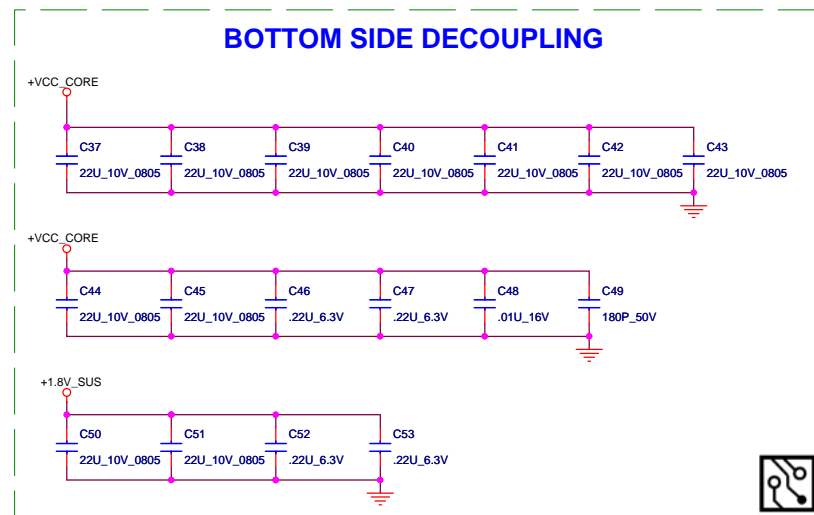 BOTTOM SIDE DECOUPLING
+VCC_CORE
C37 C38 C39 C40 C41 C42 C43
22U_10V_0805 22U_10V_0805 22U_10V_0805 22U_10V_0805 22U_10V_0805 22U_10V_0805 22U_10V_0805
+VCC_CORE
C44 C45 C46 C47 C48 C49
22U_10V_0805 22U_10V_0805 .22U_6.3V .22U_6.3V .01U_16V 180P_50V
+1.8V_SUS
C50 C51 C52 C53
22U_10V_0805 22U_10V_0805 .22U_6.3V .22U_6.3V